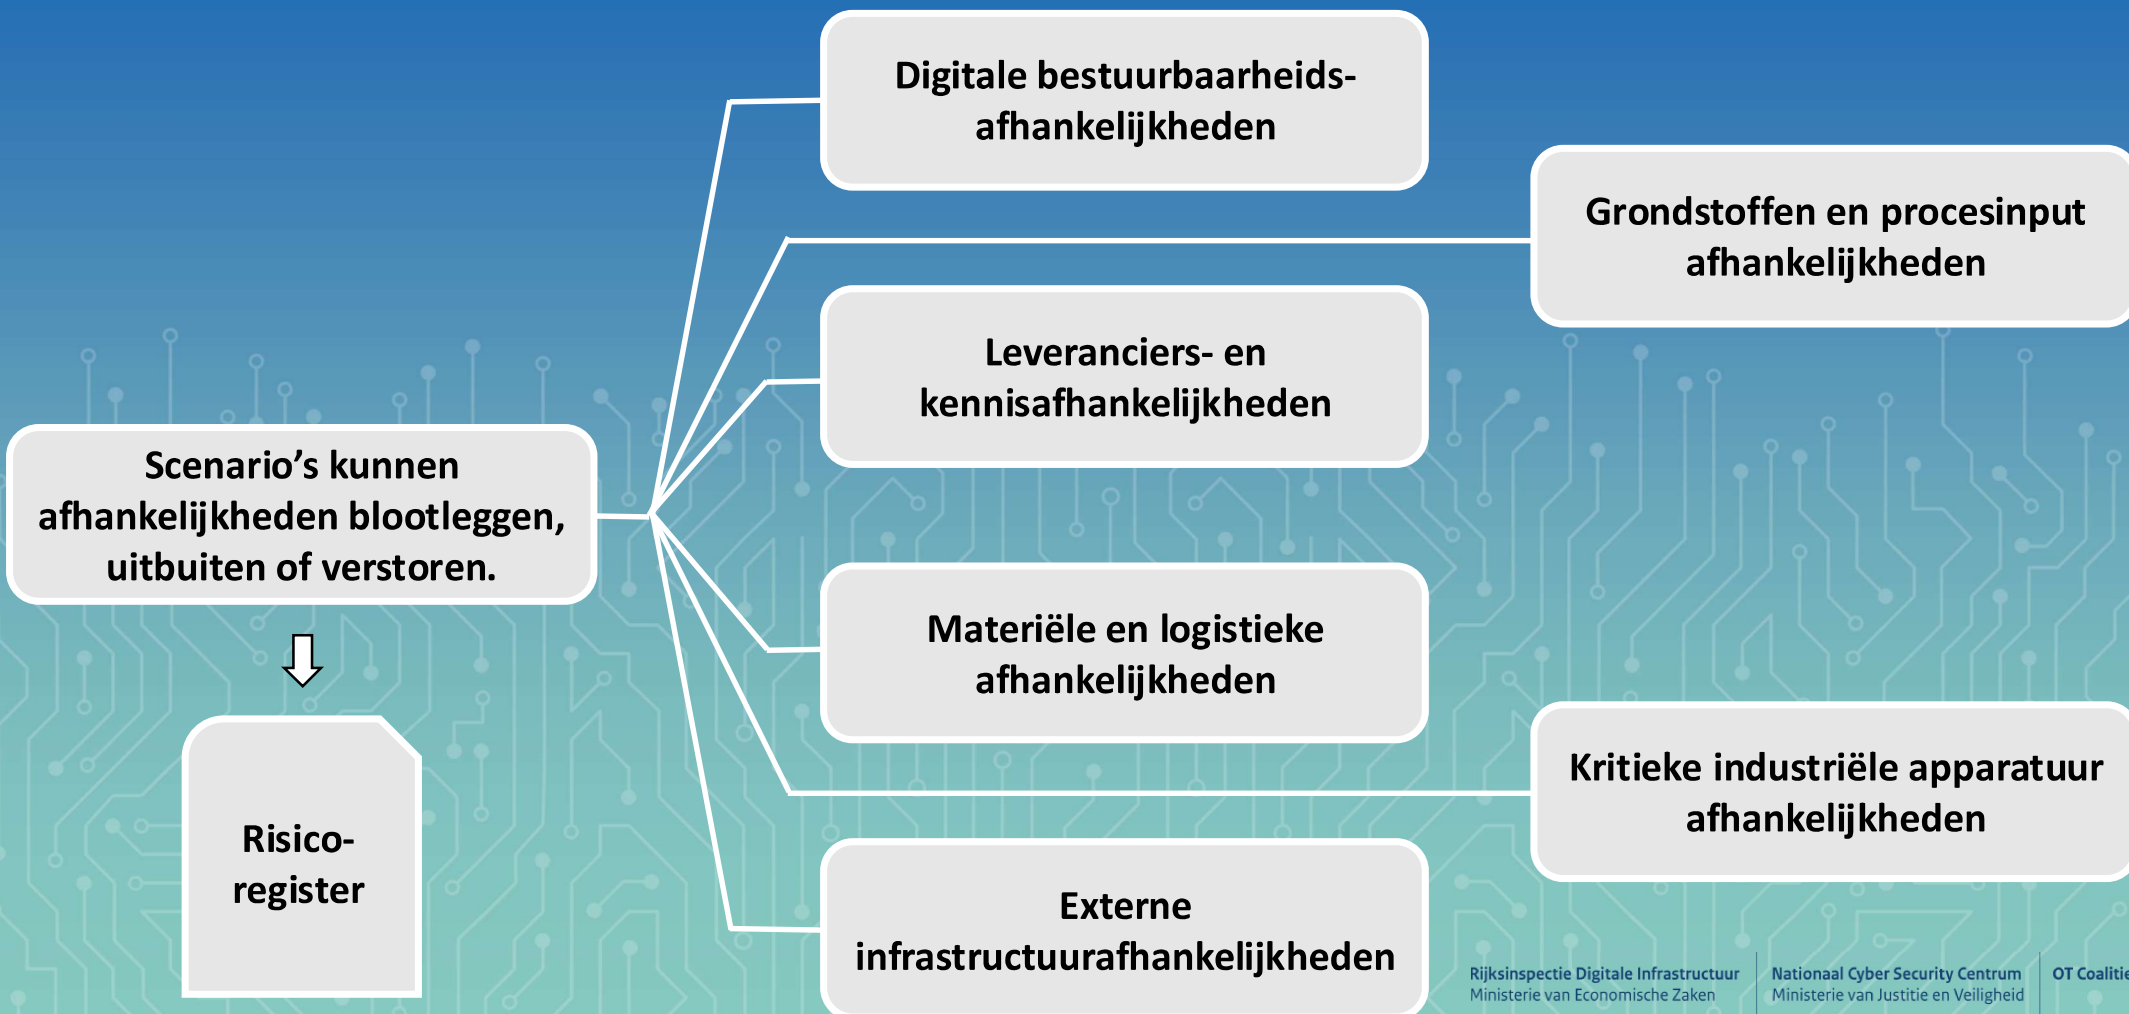 Digitale bestuurbaarheids-
afhankelijkheden
Grondstoffen en procesinput
afhankelijkheden
Leveranciers- en
kennisafhankelijkheden
Scenario’s kunnen
afhankelijkheden blootleggen,
uitbuiten of verstoren.
Materiële en logistieke
afhankelijkheden
Kritieke industriële apparatuur
afhankelijkheden
Risico-
register
Externe
infrastructuurafhankelijkheden
Rijksinspectie Digitale Infrastructuur
Ministerie van Economische Zaken
Nationaal Cyber Security Centrum
Ministerie van Justitie en Veiligheid
OT Coalitie